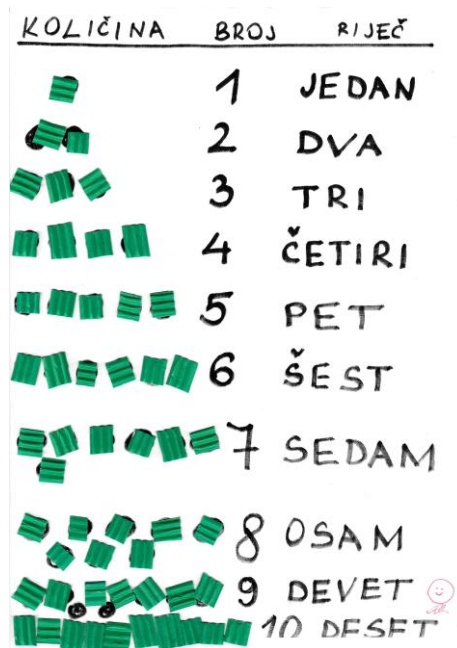 KOLIČINA BROJ RIJEČ
1 JEDAN
2 DVA
3 TRI
4 ČETIRI
5 PET
6 ŠEST
7 SEDAM
8 OSAM
9 DEVET
10 DESET